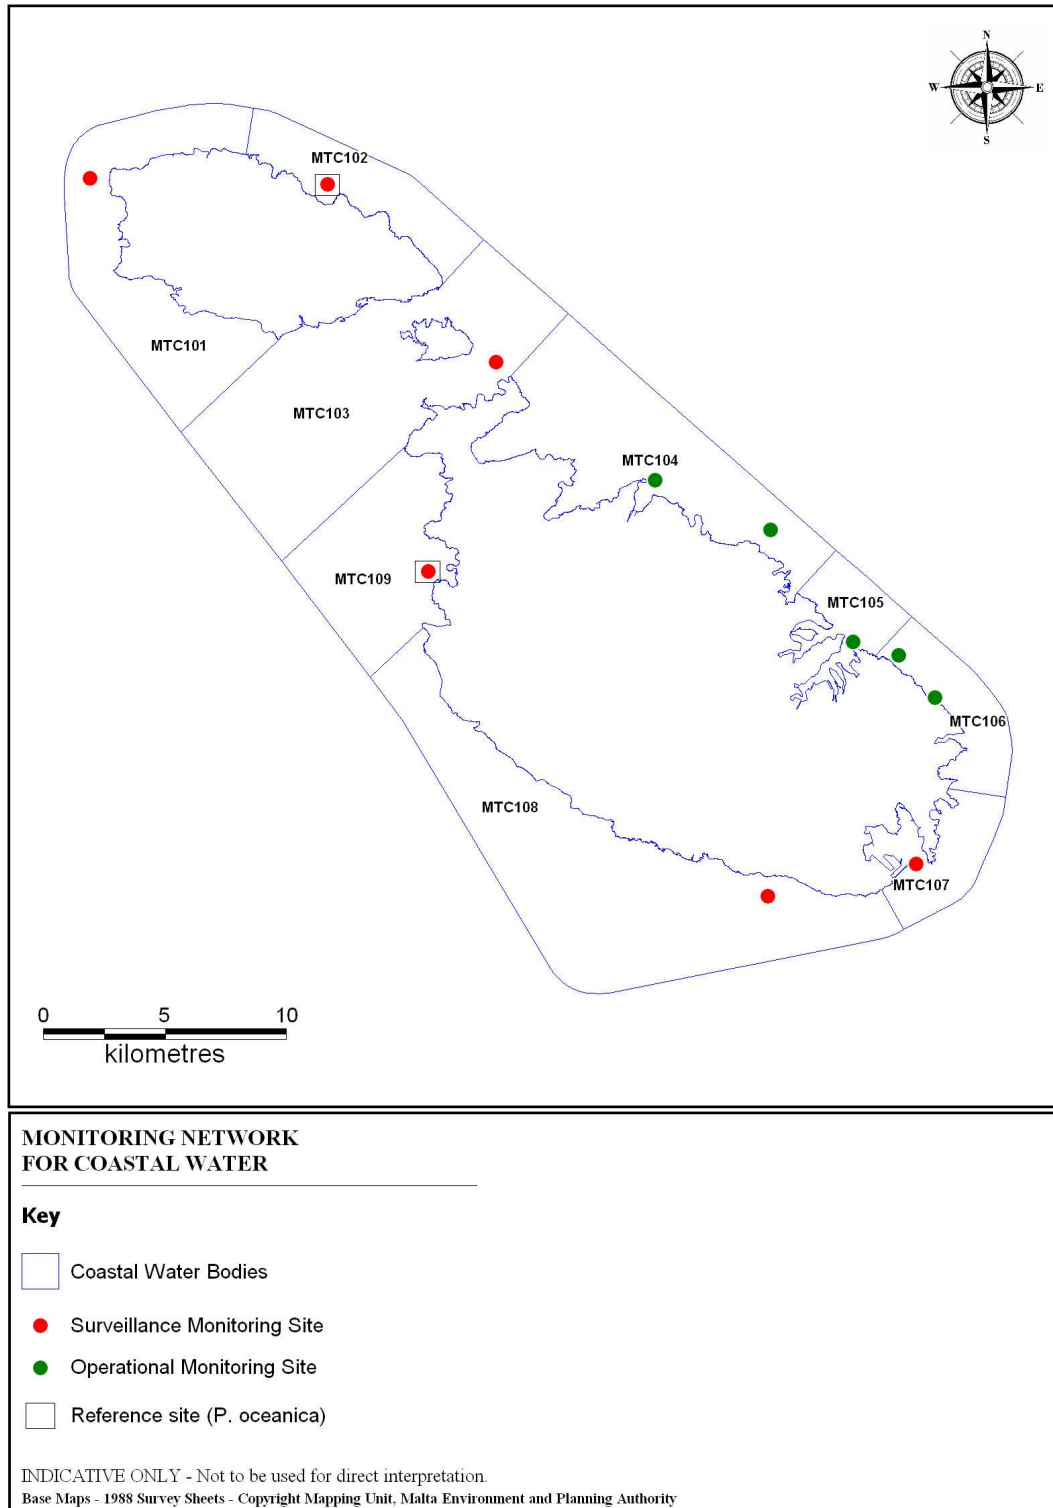 N
W E
S
MTC102
MTC101
MTC103
MTC104
MTC109
MTC105
MTC106
MTC108
MTC107
0 5 10
kilometres
MONITORING NETWORK
FOR COASTAL WATER
Key
Coastal Water Bodies
Surveillance Monitoring Site
Operational Monitoring Site
Reference site (P. oceanica)
INDICATIVE ONLY - Not to be used for direct interpretation.
Base Maps - 1988 Survey Sheets - Copyright Mapping Unit, Malta Environment and Planning Authority